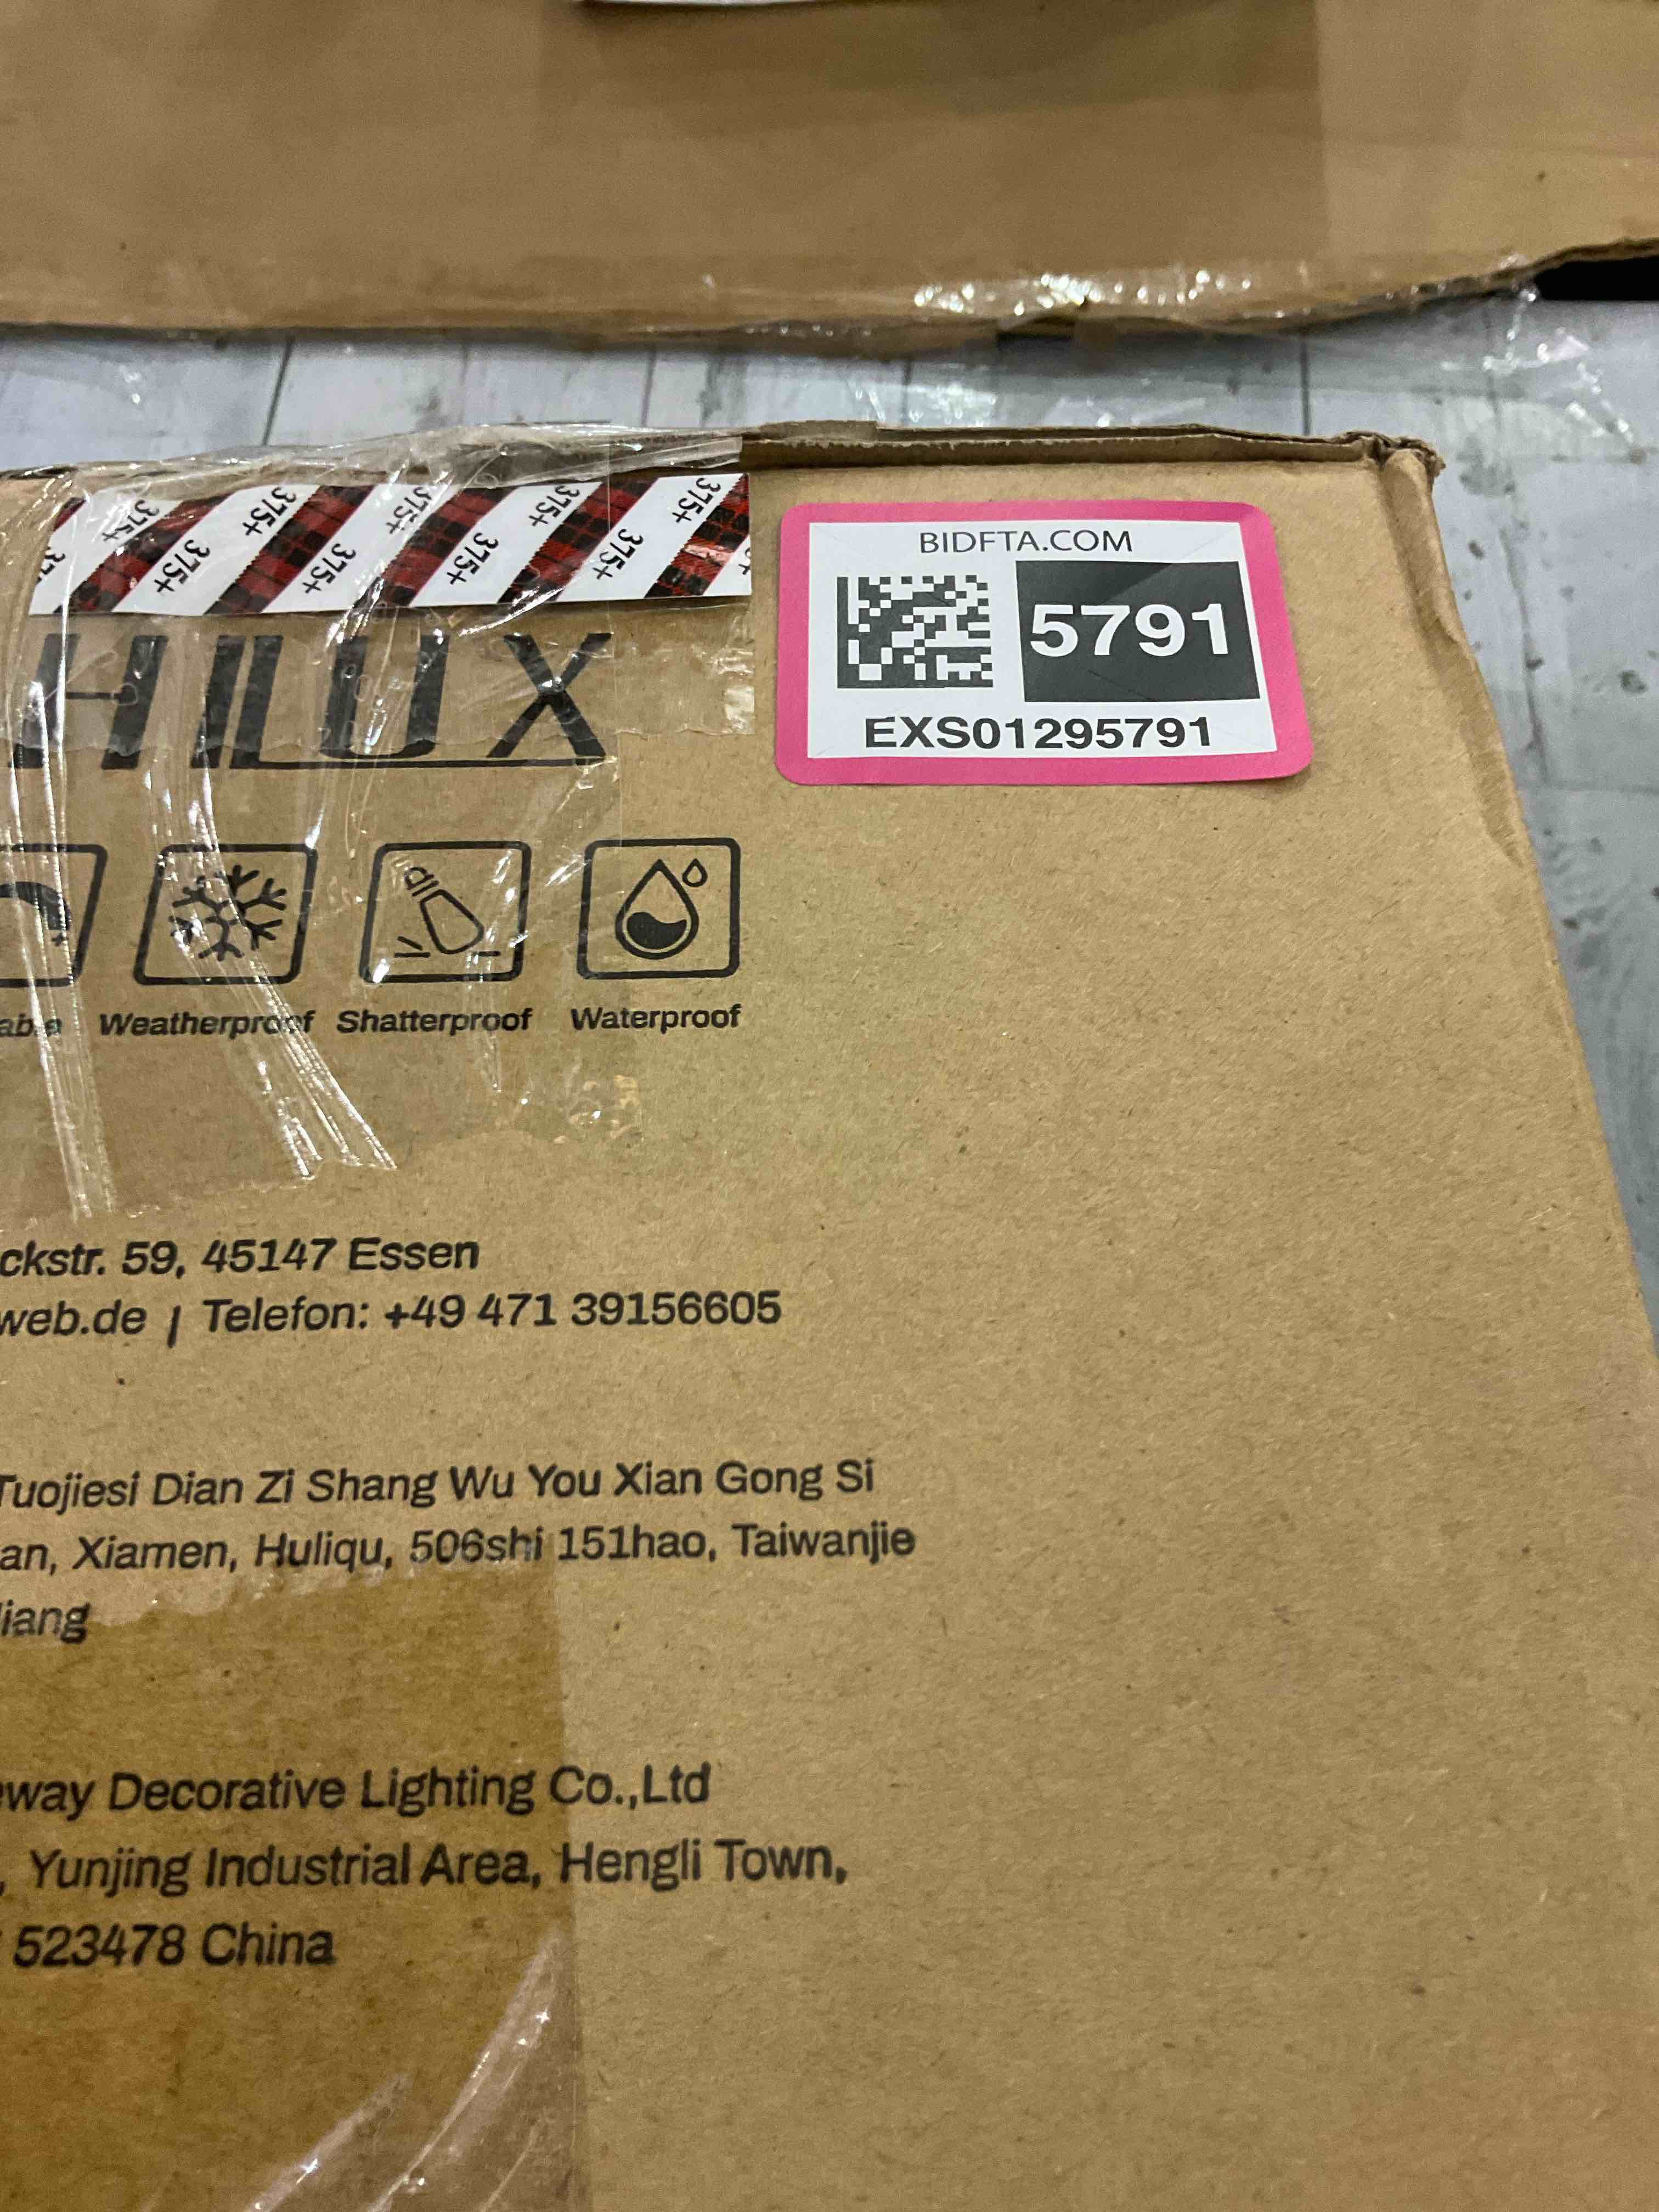 375+ 375+ 375+ 375+ 375+ 375+
375+ 375+ 375+ 375+
BIDFTA.COM
5791
EXS01295791
HILUX
Weatherproof Shatterproof Waterproof
ckstr. 59, 45147 Essen
web.de | Telefon: +49 471 39156605
Tuojiesi Dian Zi Shang Wu You Xian Gong Si
an, Xiamen, Huliqu, 506shi 151hao, Taiwanjie
iang
way Decorative Lighting Co.,Ltd
, Yunjing Industrial Area, Hengli Town,
523478 China